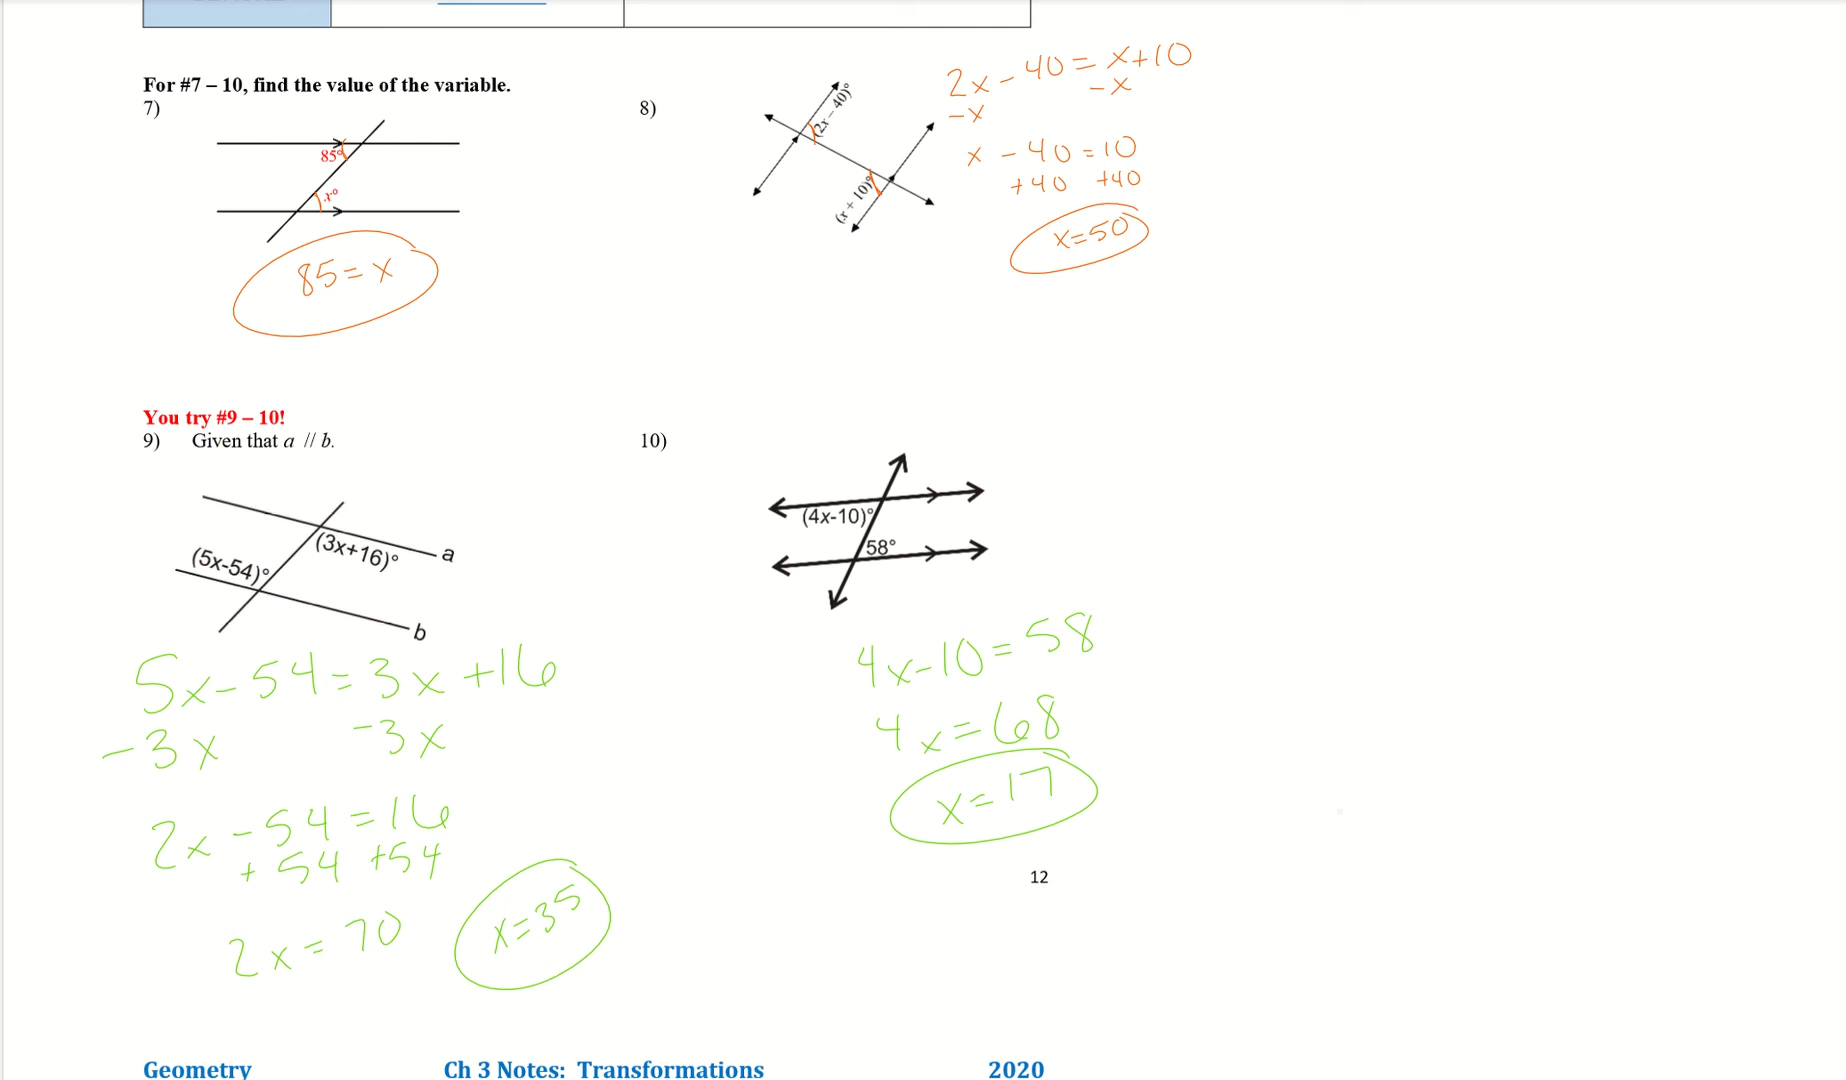 For #7 – 10, find the value of the variable.
7)
85°
x°
85 = x
8)
(2x – 40)°
(x + 10)°
2x - 40 = x+10
-x -x
x - 40 = 10
+40 +40
x=50
You try #9 – 10!
9) Given that a // b.
(3x+16)°
a
(5x-54)°
b
5x - 54 = 3x +16
-3x -3x
2x - 54 = 16
+ 54 +54
2x = 70
x=35
10)
(4x-10)°
58°
4x-10 = 58
4x = 68
x=17
12
Geometry Ch 3 Notes: Transformations 2020